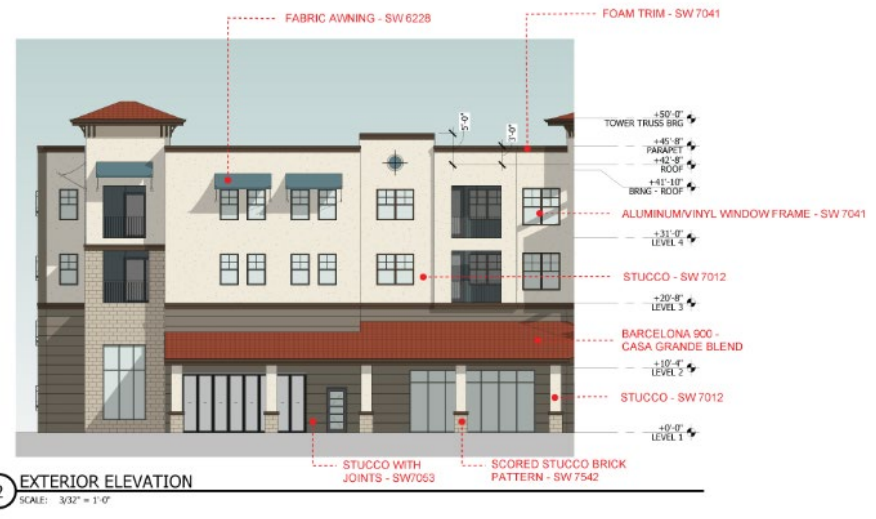 FABRIC AWNING - SW 6228
FOAM TRIM - SW 7041
5'-0"
+50'-0"
TOWER TRUSS BRG
+45'-8"
PARAPET
+42'-8"
ROOF
+41'-10"
BRNG - ROOF
ALUMINUM/VINYL WINDOW FRAME - SW 7041
+31'-0"
LEVEL 4
STUCCO - SW 7012
+20'-8"
LEVEL 3
BARCELONA 900 -
CASA GRANDE BLEND
+10'-4"
LEVEL 2
STUCCO - SW 7012
+0'-0"
LEVEL 1
STUCCO WITH
JOINTS - SW7053
SCORED STUCCO BRICK
PATTERN - SW 7542
2
EXTERIOR ELEVATION
SCALE: 3/32" = 1'-0"